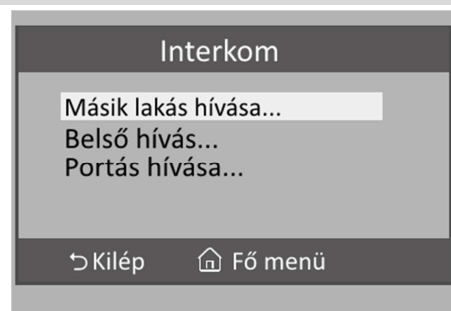 Interkom
Másik lakás hívása...
Belső hívás...
Portás hívása...
Kilép Fő menü